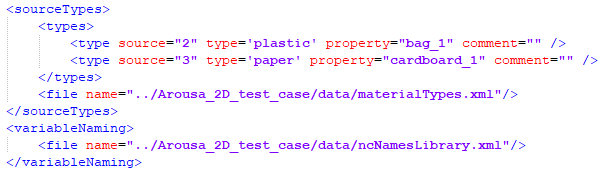 <sourceTypes>
<types>
<type source="2" type='plastic' property="bag_1" comment="" />
<type source="3" type='paper' property="cardboard_1" comment="" />
</types>
<file name="../Arousa_2D_test_case/data/materialTypes.xml"/>
</sourceTypes>
<variableNaming>
<file name="../Arousa_2D_test_case/data/ncNamesLibrary.xml"/>
</variableNaming>